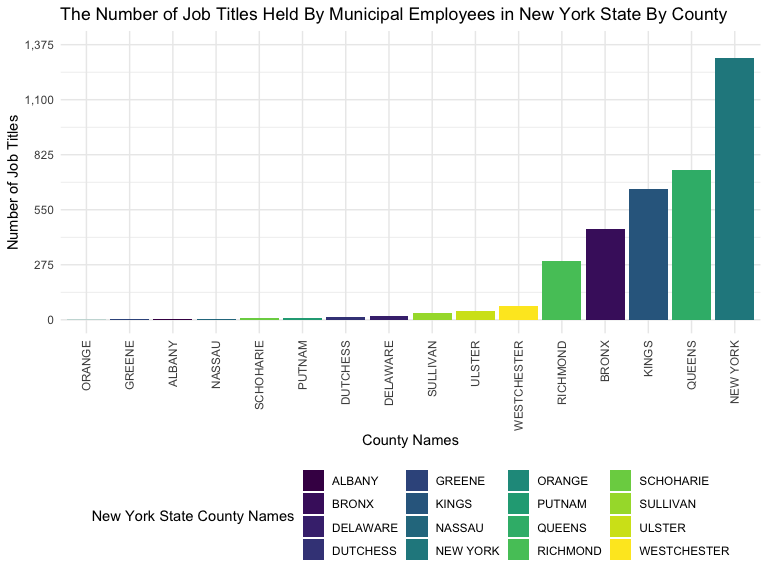 The Number of Job Titles Held By Municipal Employees in New York State By County
Number of Job Titles
1,375
1,100
825
550
275
0
ORANGE
GREENE
ALBANY
NASSAU
SCHOHARIE
PUTNAM
DUTCHESS
DELAWARE
SULLIVAN
ULSTER
WESTCHESTER
RICHMOND
BRONX
KINGS
QUEENS
NEW YORK
County Names
New York State County Names
ALBANY
BRONX
DELAWARE
DUTCHESS
GREENE
KINGS
NASSAU
NEW YORK
ORANGE
PUTNAM
QUEENS
RICHMOND
SCHOHARIE
SULLIVAN
ULSTER
WESTCHESTER